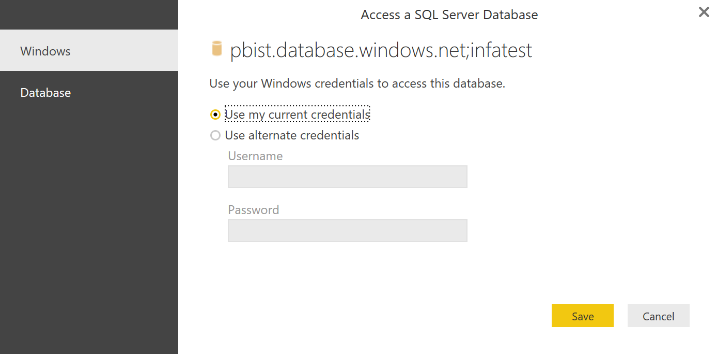 Access a SQL Server Database
Windows
Database
pbist.database.windows.net;infatest
Use your Windows credentials to access this database.
Use my current credentials
Use alternate credentials
Username
Password
Save
Cancel